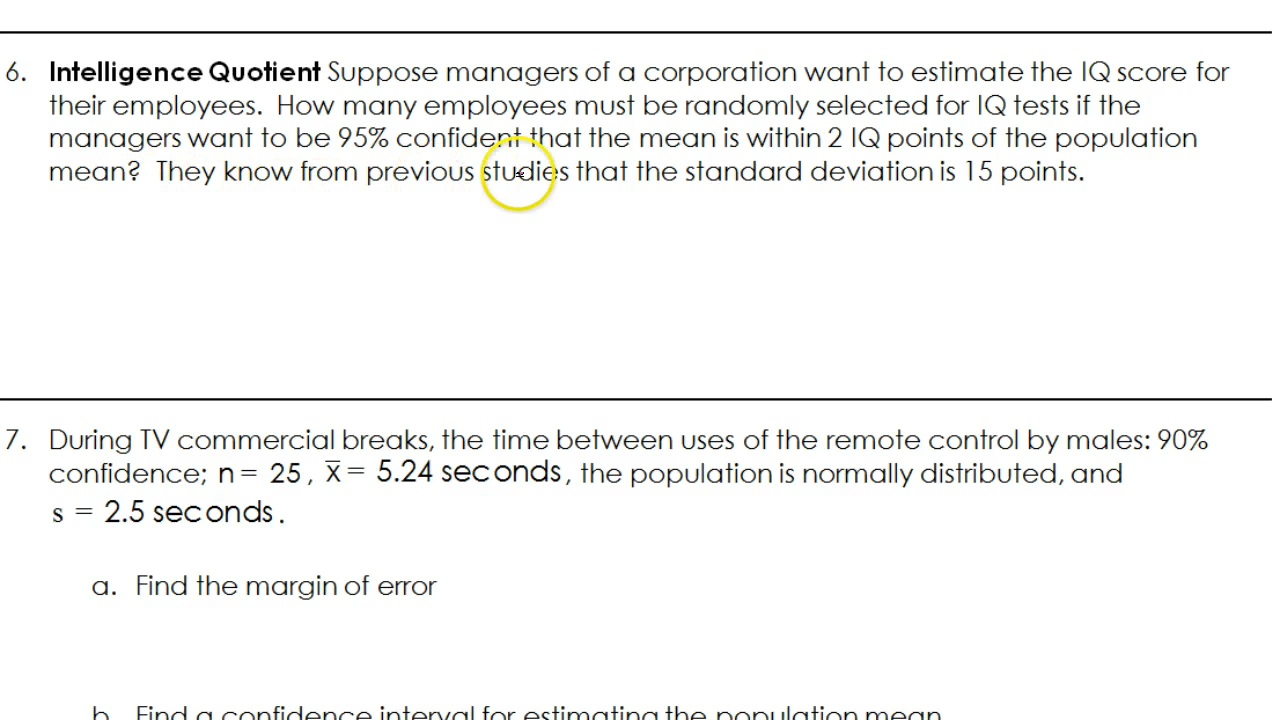 6. Intelligence Quotient Suppose managers of a corporation want to estimate the IQ score for
their employees. How many employees must be randomly selected for IQ tests if the
managers want to be 95% confident that the mean is within 2 IQ points of the population
mean? They know from previous studies that the standard deviation is 15 points.
7. During TV commercial breaks, the time between uses of the remote control by males: 90%
confidence; n = 25, x̅ = 5.24 seconds, the population is normally distributed, and
s = 2.5 seconds.
a. Find the margin of error
b. Find a confidence interval for estimating the population mean